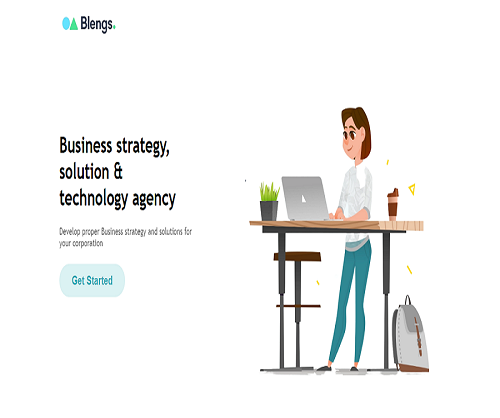 Blengs.
Business strategy,
solution &
technology agency
Develop proper Business strategy and solutions for
your corporation
Get Started